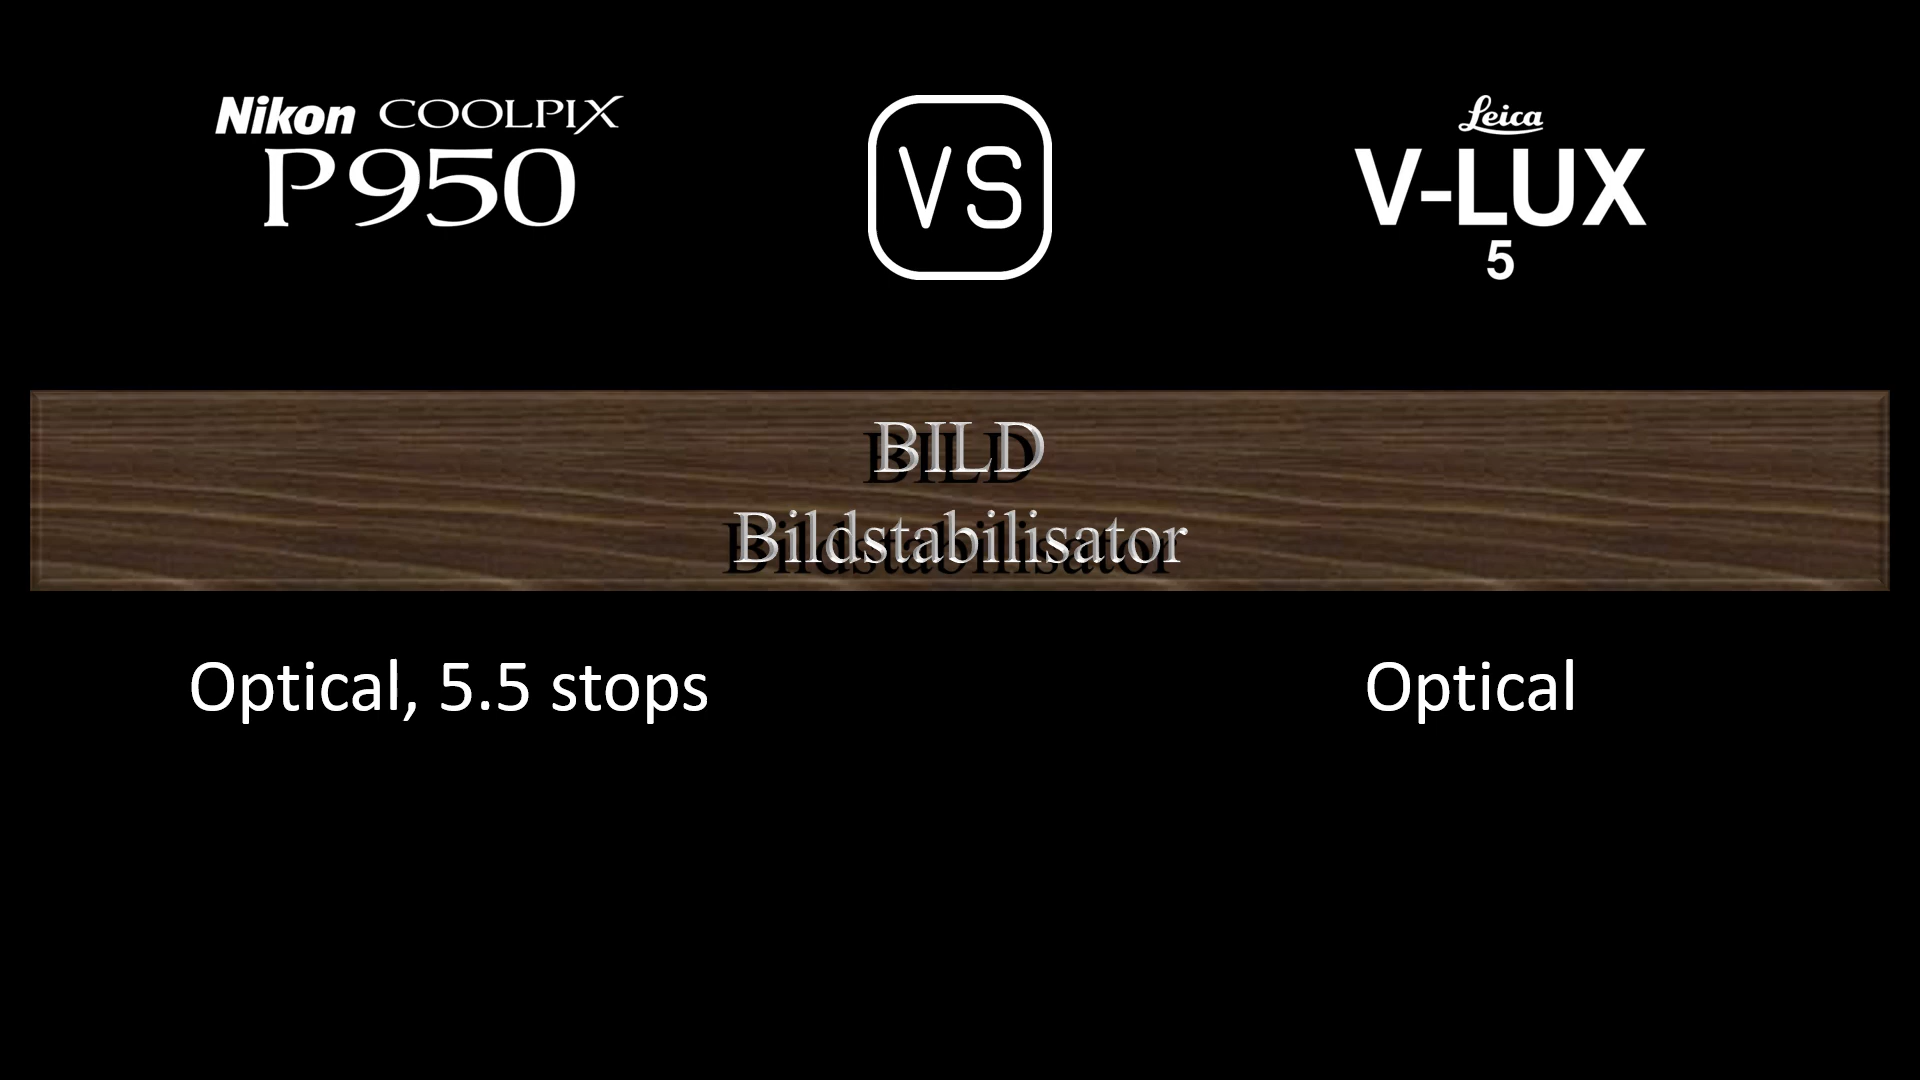 Nikon COOLPIX
P950
VS
Leica
V-LUX
5
BILD
Bildstabilisator
Optical, 5.5 stops
Optical